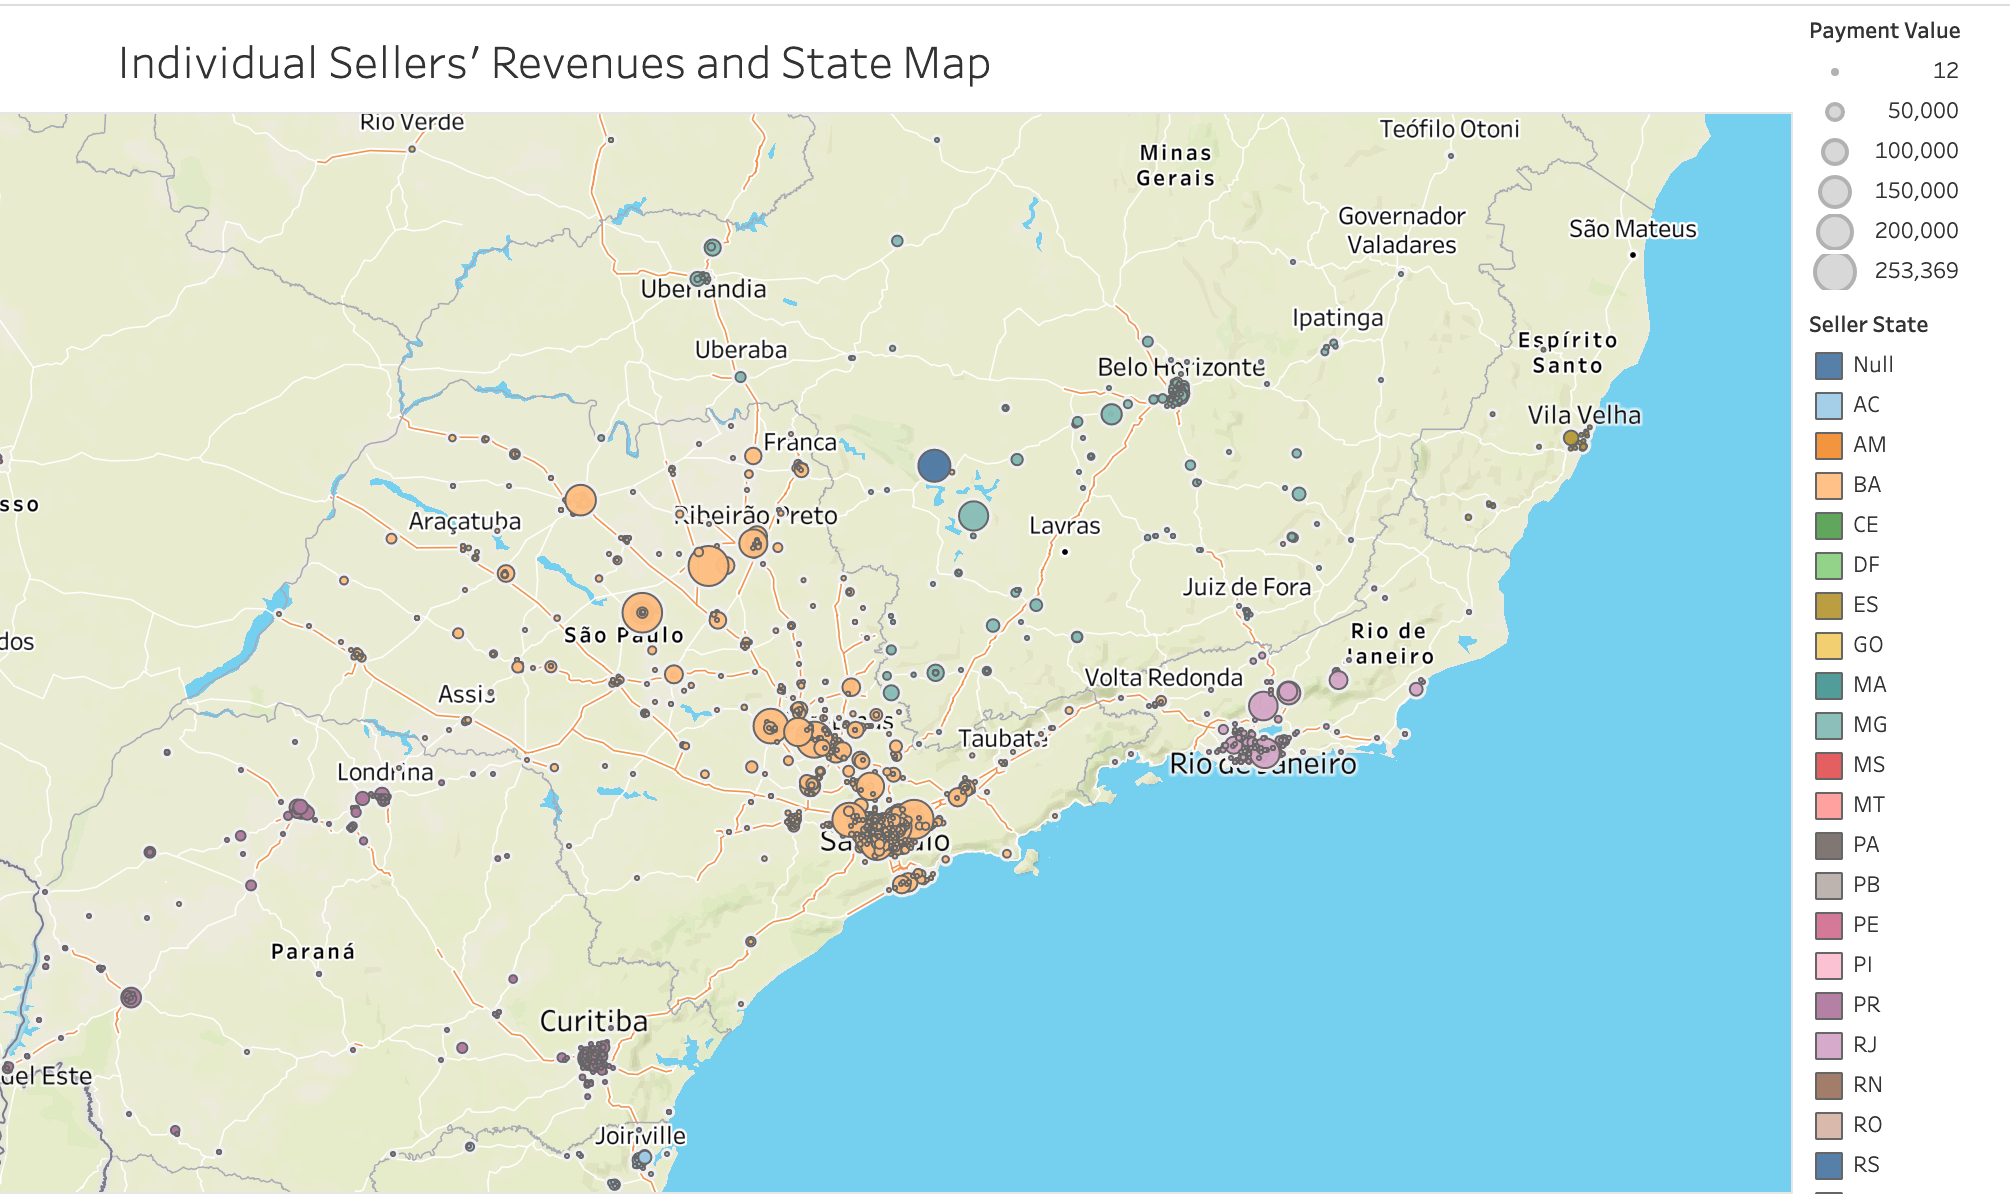 Individual Sellers' Revenues and State Map
Rio Verde
Teófilo Otoni
Minas
Gerais
Governador
Valadares
São Mateus
Uberlandia
Ipatinga
Uberaba
Belo Horizonte
Espírito
Santo
Vila Velha
Franca
sso
Araçatuba
Ribeirão Preto
Lavras
Juiz de Fora
São Paulo
Rio de
Janeiro
dos
Assis
Volta Redonda
Taubate
Rio de Janeiro
Londrina
São Paulo
Paraná
Curitiba
del Este
Joinville
Payment Value
12
50,000
100,000
150,000
200,000
253,369
Seller State
Null
AC
AM
BA
CE
DF
ES
GO
MA
MG
MS
MT
PA
PB
PE
PI
PR
RJ
RN
RO
RS